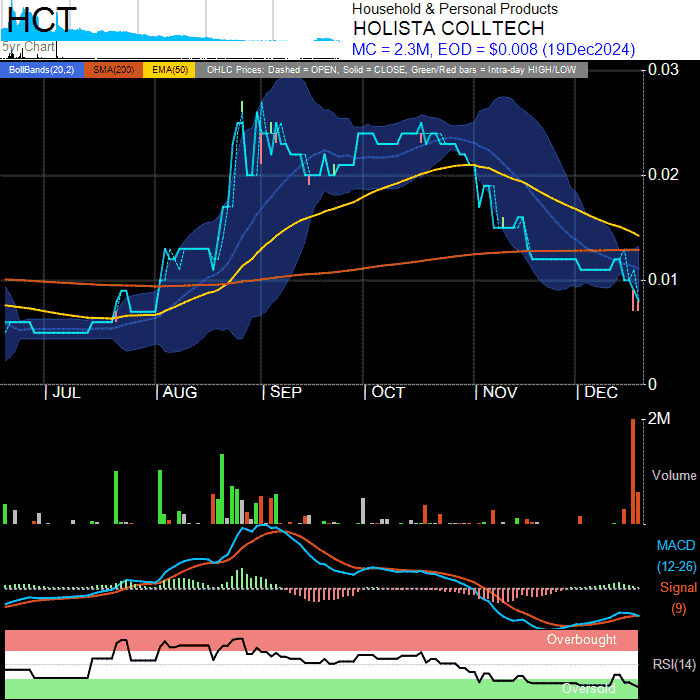 HCT
Household & Personal Products
HOLISTA COLLTECH
5yr Chart
MC = 2.3M, EOD = $0.008 (19Dec2024)
BollBands(20,2) SMA(200) EMA(50) OHLC Prices: Dashed = OPEN, Solid = CLOSE, Green/Red bars = Intra-day HIGH/LOW
0.03
0.02
0.01
0
JUL AUG SEP OCT NOV DEC
2M
Volume
MACD
(12-26)
Signal
(9)
Overbought
RSI(14)
Oversold